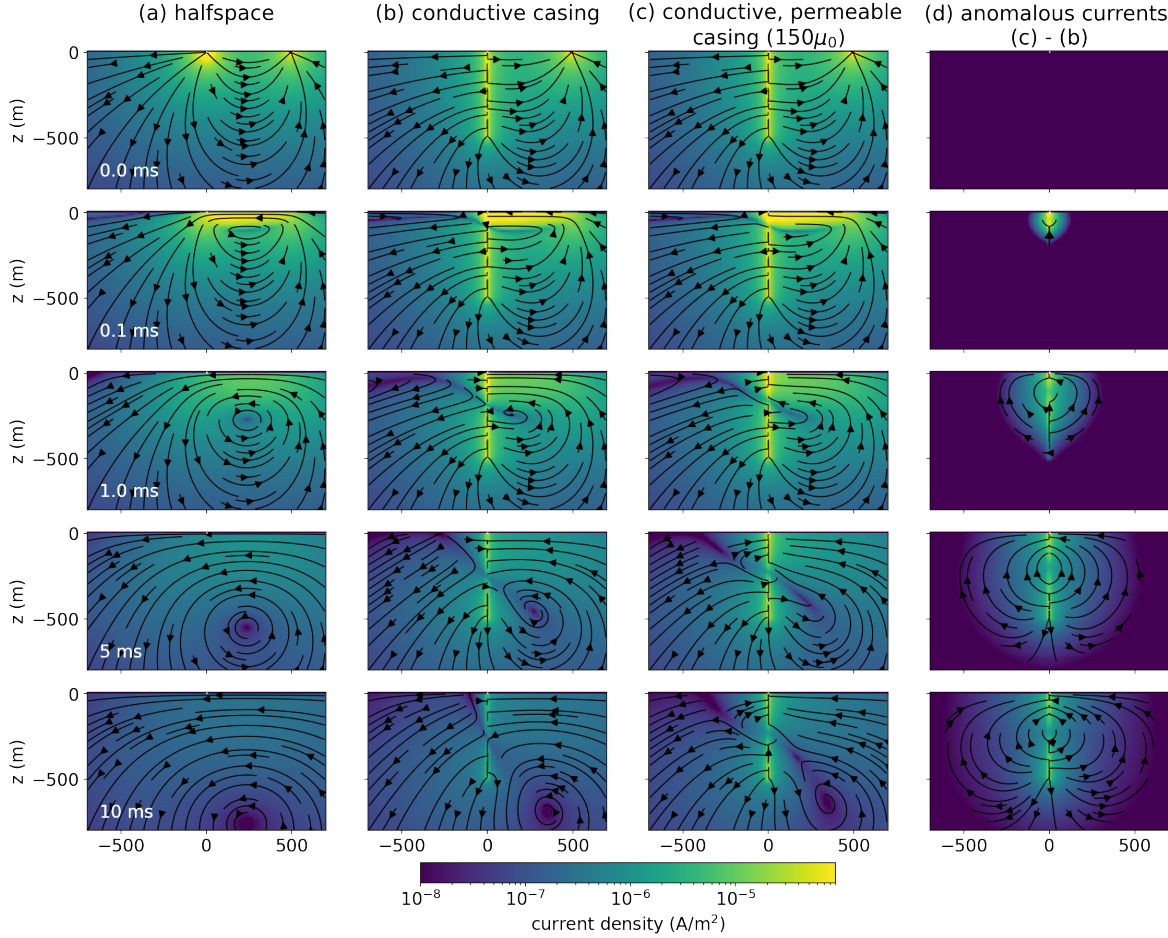 (a) halfspace
(b) conductive casing
(c) conductive, permeable
casing (150μ₀)
(d) anomalous currents
(c) - (b)
0
−500
z (m)
0.0 ms
0
−500
z (m)
0.1 ms
0
−500
z (m)
1.0 ms
0
−500
z (m)
5 ms
0
−500
z (m)
10 ms
−500 0 500
−500 0 500
−500 0 500
−500 0 500
10⁻⁸ 10⁻⁷ 10⁻⁶ 10⁻⁵
current density (A/m²)